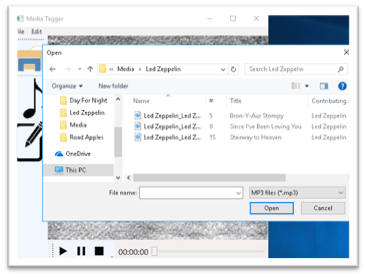 Media Tagger
File Edit
Open
Media > Led Zeppelin
Search Led Zeppelin
Organize New folder
Name # Title Contributing
Day For Night
Led Zeppelin
Media
Road Apples
OneDrive
This PC
Led Zeppelin_Led Z... 5 Bron-Y-Aur Stompy Led Zeppelin
Led Zeppelin_Led Z... 8 Since I've Been Loving You Led Zeppelin
Led Zeppelin_Led Z... 15 Stairway to Heaven Led Zeppelin
File name: MP3 files (*.mp3)
Open Cancel
00:00:00